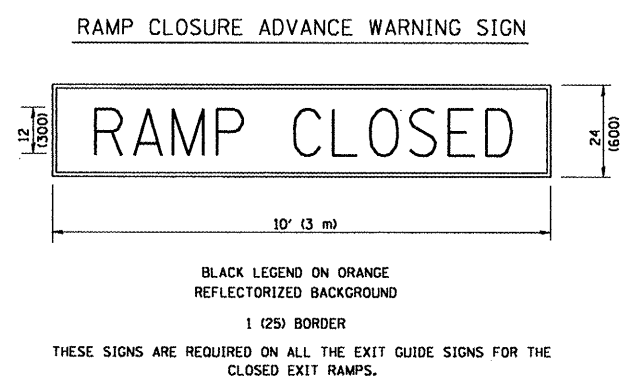 RAMP CLOSURE ADVANCE WARNING SIGN
12
(300)
RAMP CLOSED
24
(600)
10' (3 m)
BLACK LEGEND ON ORANGE
REFLECTORIZED BACKGROUND
1 (25) BORDER
THESE SIGNS ARE REQUIRED ON ALL THE EXIT GUIDE SIGNS FOR THE
CLOSED EXIT RAMPS.